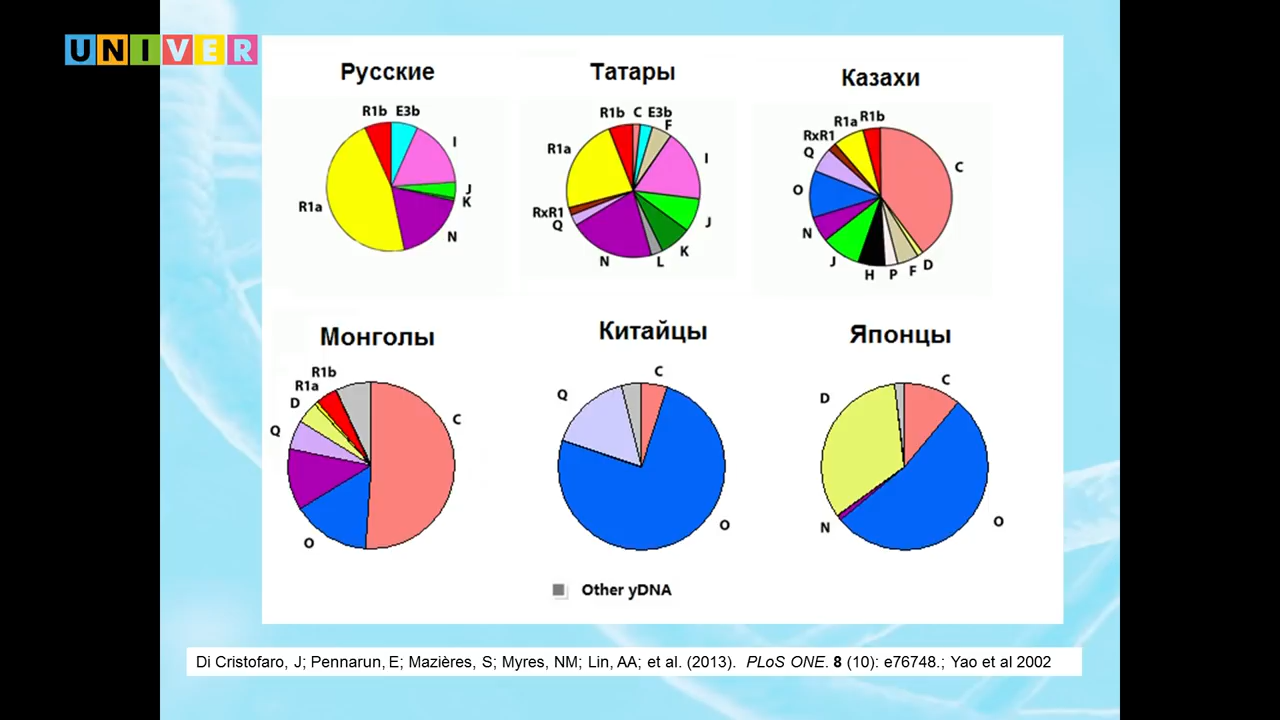 UNIVER
Русские
Татары
Казахи
R1b E3b
I
J
K
N
R1a
R1b C E3b
F
I
J
K
L
N
Q
RxR1
R1a
R1a R1b
RxR1
Q
O
N
J
H P F D
C
Монголы
Китайцы
Японцы
R1b
R1a
D
Q
O
C
C
Q
O
C
D
N
O
Other yDNA
Di Cristofaro, J; Pennarun, E; Mazières, S; Myres, NM; Lin, AA; et al. (2013). PLoS ONE. 8 (10): e76748.; Yao et al 2002